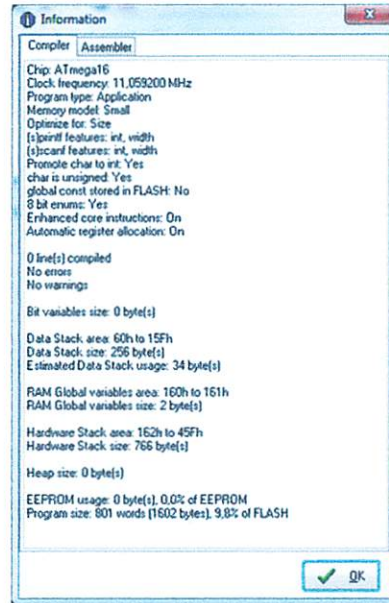 Information
Compiler Assembler
Chip: ATmega16
Clock frequency: 11,059200 MHz
Program type: Application
Memory model: Small
Optimize for: Size
(s)printf features: int, width
(s)scanf features: int, width
Promote char to int: Yes
char is unsigned: Yes
global const stored in FLASH: No
8 bit enums: Yes
Enhanced core instructions: On
Automatic register allocation: On
0 line(s) compiled
No errors
No warnings
Bit variables size: 0 byte(s)
Data Stack area: 60h to 15Fh
Data Stack size: 256 byte(s)
Estimated Data Stack usage: 34 byte(s)
RAM Global variables area: 160h to 161h
RAM Global variables size: 2 byte(s)
Hardware Stack area: 162h to 45Fh
Hardware Stack size: 766 byte(s)
Heap size: 0 byte(s)
EEPROM usage: 0 byte(s), 0,0% of EEPROM
Program size: 801 words (1602 bytes), 9,8% of FLASH
OK